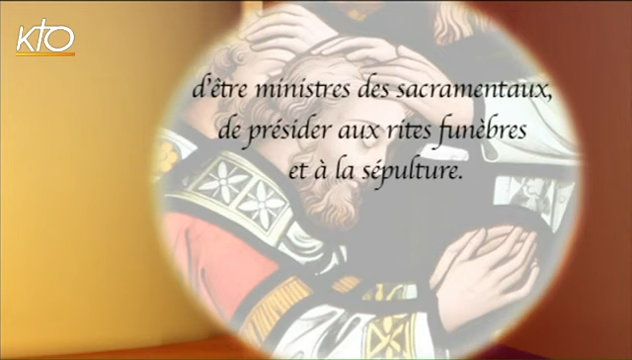 KTO
d'être ministres des sacramentaux,
de présider aux rites funèbres
et à la sépulture.